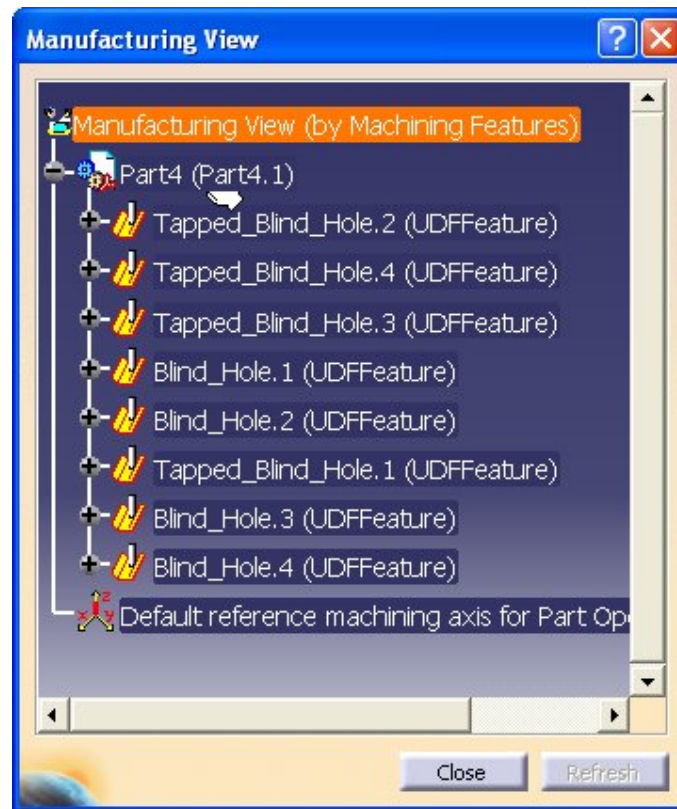 Manufacturing View
Manufacturing View (by Machining Features)
Part4 (Part4.1)
Tapped_Blind_Hole.2 (UDFFeature)
Tapped_Blind_Hole.4 (UDFFeature)
Tapped_Blind_Hole.3 (UDFFeature)
Blind_Hole.1 (UDFFeature)
Blind_Hole.2 (UDFFeature)
Tapped_Blind_Hole.1 (UDFFeature)
Blind_Hole.3 (UDFFeature)
Blind_Hole.4 (UDFFeature)
Default reference machining axis for Part Ope
Close Refresh